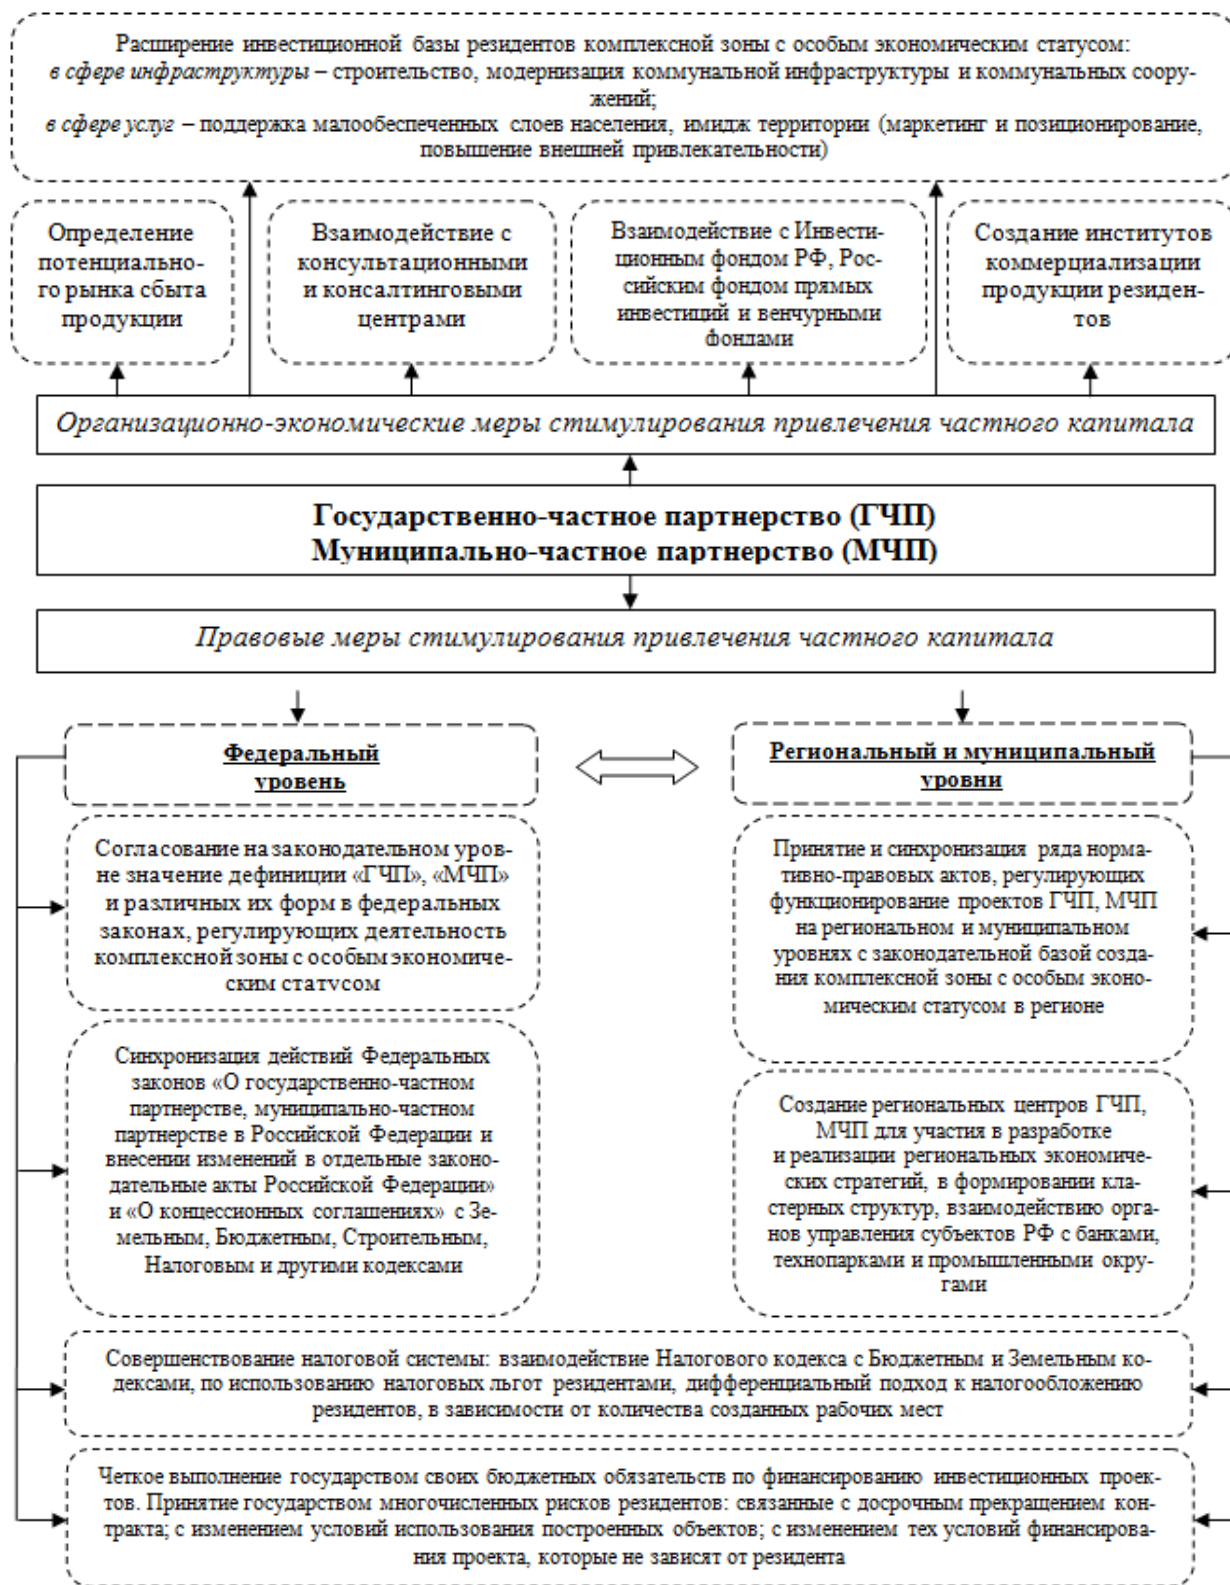 Расширение инвестиционной базы резидентов комплексной зоны с особым экономическим статусом:
в сфере инфраструктуры – строительство, модернизация коммунальной инфраструктуры и коммунальных соору-
жений;
в сфере услуг – поддержка малообеспеченных слоев населения, имидж территории (маркетинг и позиционирование,
повышение внешней привлекательности)
Определение
потенциально-
го рынка сбыта
продукции
Взаимодействие с
консультационными
и консалтинговыми
центрами
Взаимодействие с Инвести-
ционным фондом РФ, Рос-
сийским фондом прямых
инвестиций и венчурными
фондами
Создание институтов
коммерциализации
продукции резиден-
тов
Организационно-экономические меры стимулирования привлечения частного капитала
Государственно-частное партнерство (ГЧП)
Муниципально-частное партнерство (МЧП)
Правовые меры стимулирования привлечения частного капитала
Федеральный
уровень
Региональный и муниципальный
уровни
Согласование на законодательном уров-
не значение дефиниции «ГЧП», «МЧП»
и различных их форм в федеральных
законах, регулирующих деятельность
комплексной зоны с особым экономиче-
ским статусом
Принятие и синхронизация ряда норма-
тивно-правовых актов, регулирующих
функционирование проектов ГЧП, МЧП
на региональном и муниципальном
уровнях с законодательной базой созда-
ния комплексной зоны с особым эконо-
мическим статусом в регионе
Синхронизация действий Федеральных
законов «О государственно-частном
партнерстве, муниципально-частном
партнерстве в Российской Федерации и
внесении изменений в отдельные законо-
дательные акты Российской Федерации»
и «О концессионных соглашениях» с Зе-
мельным, Бюджетным, Строительным,
Налоговым и другими кодексами
Создание региональных центров ГЧП,
МЧП для участия в разработке
и реализации региональных экономиче-
ских стратегий, в формировании кла-
стерных структур, взаимодействию орга-
нов управления субъектов РФ с банками,
технопарками и промышленными окру-
гами
Совершенствование налоговой системы: взаимодействие Налогового кодекса с Бюджетным и Земельным ко-
дексами, по использованию налоговых льгот резидентами, дифференциальный подход к налогообложению
резидентов, в зависимости от количества созданных рабочих мест
Четкое выполнение государством своих бюджетных обязательств по финансированию инвестиционных проек-
тов. Принятие государством многочисленных рисков резидентов: связанные с досрочным прекращением кон-
тракта; с изменением условий использования построенных объектов; с изменением тех условий финансирова-
ния проекта, которые не зависят от резидента